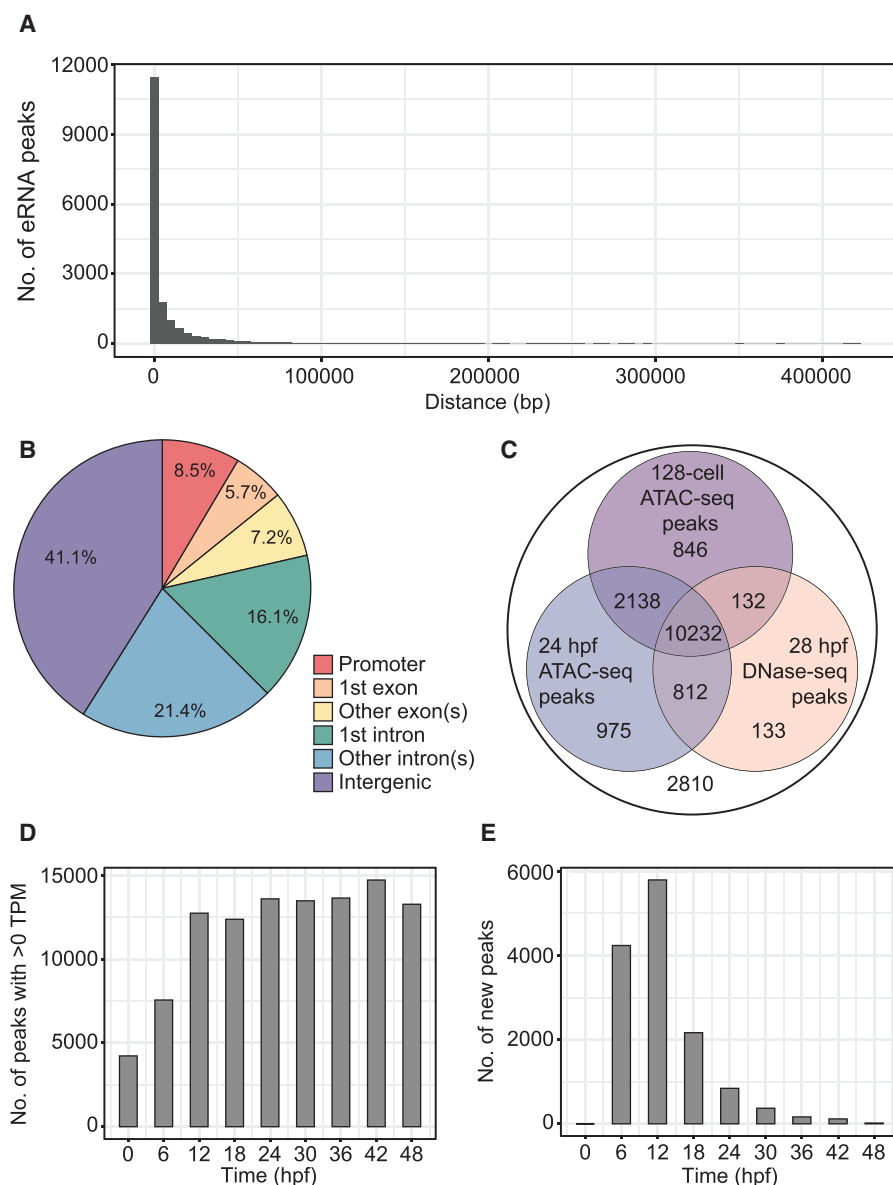 A
No. of eRNA peaks
12000
9000
6000
3000
0
0
100000
200000
300000
400000
Distance (bp)
B
8.5%
5.7%
7.2%
16.1%
21.4%
41.1%
Promoter
1st exon
Other exon(s)
1st intron
Other intron(s)
Intergenic
C
128-cell
ATAC-seq
peaks
846
2138
132
10232
24 hpf
ATAC-seq
peaks
975
812
28 hpf
DNase-seq
peaks
133
2810
D
No. of peaks with >0 TPM
15000
10000
5000
0
0 6 12 18 24 30 36 42 48
Time (hpf)
E
No. of new peaks
6000
4000
2000
0
0 6 12 18 24 30 36 42 48
Time (hpf)